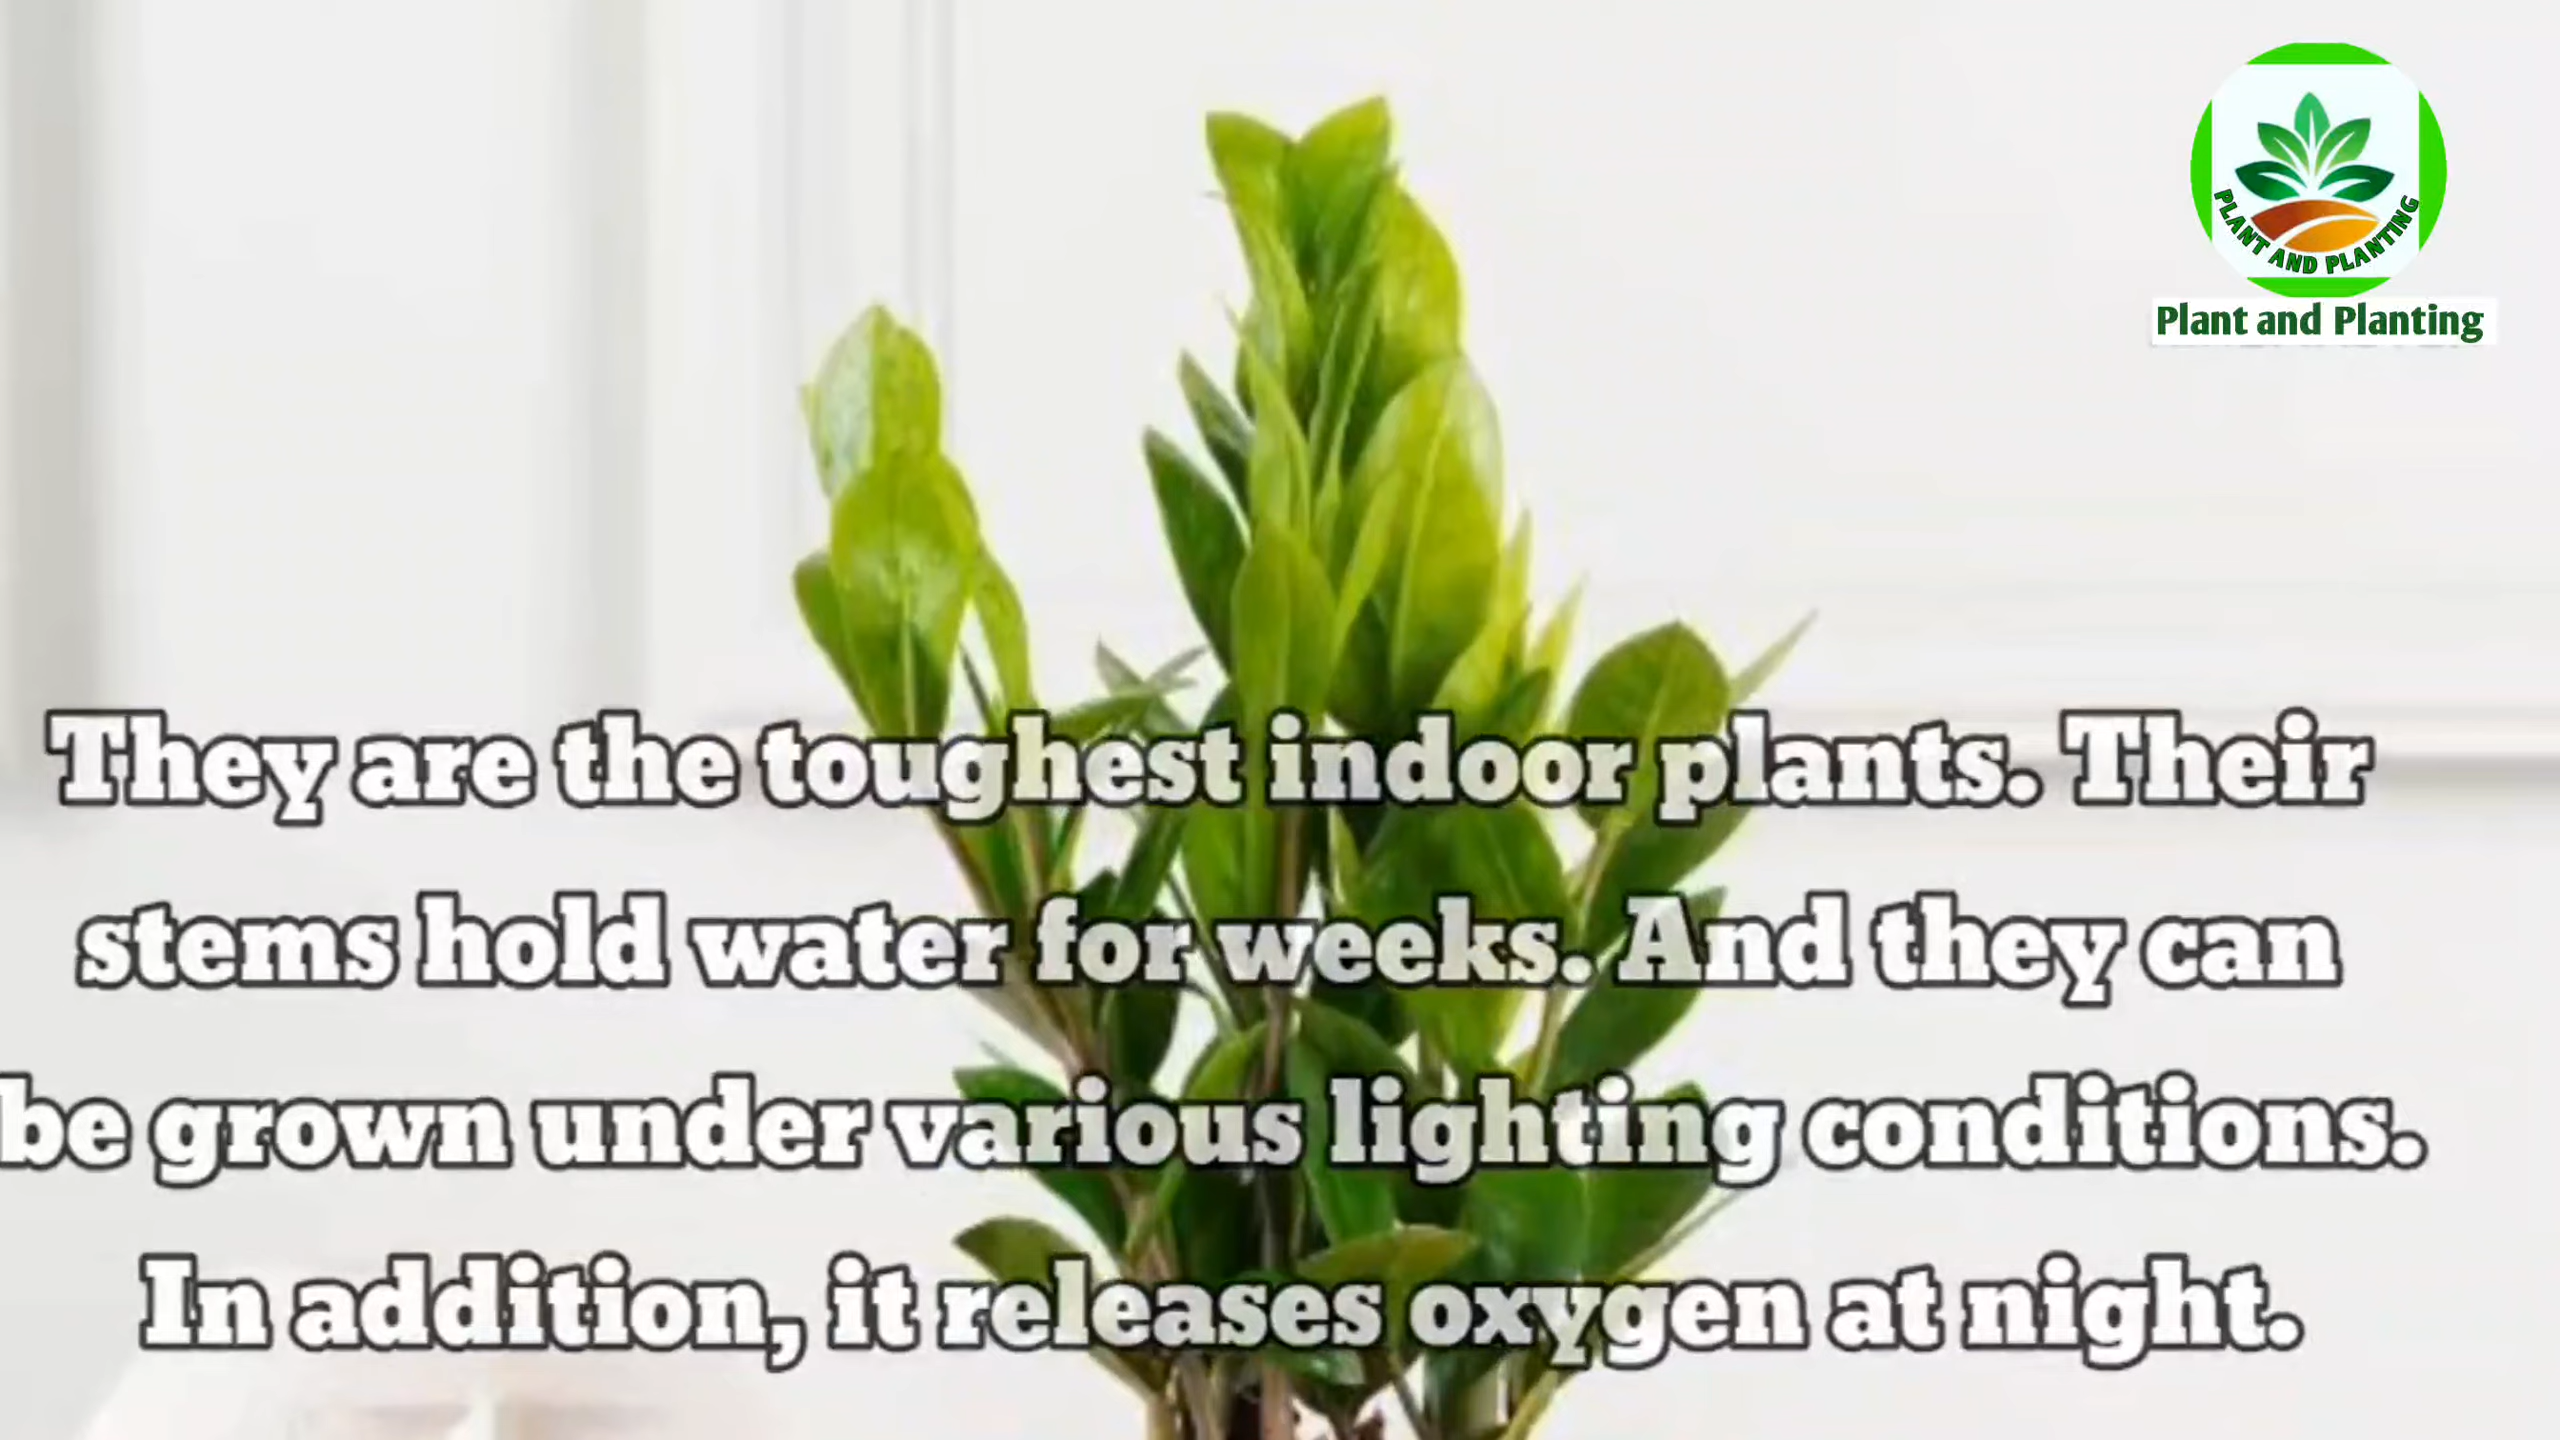 PLANT AND PLANTING
Plant and Planting
They are the toughest indoor plants. Their
stems hold water for weeks. And they can
be grown under various lighting conditions.
In addition, it releases oxygen at night.